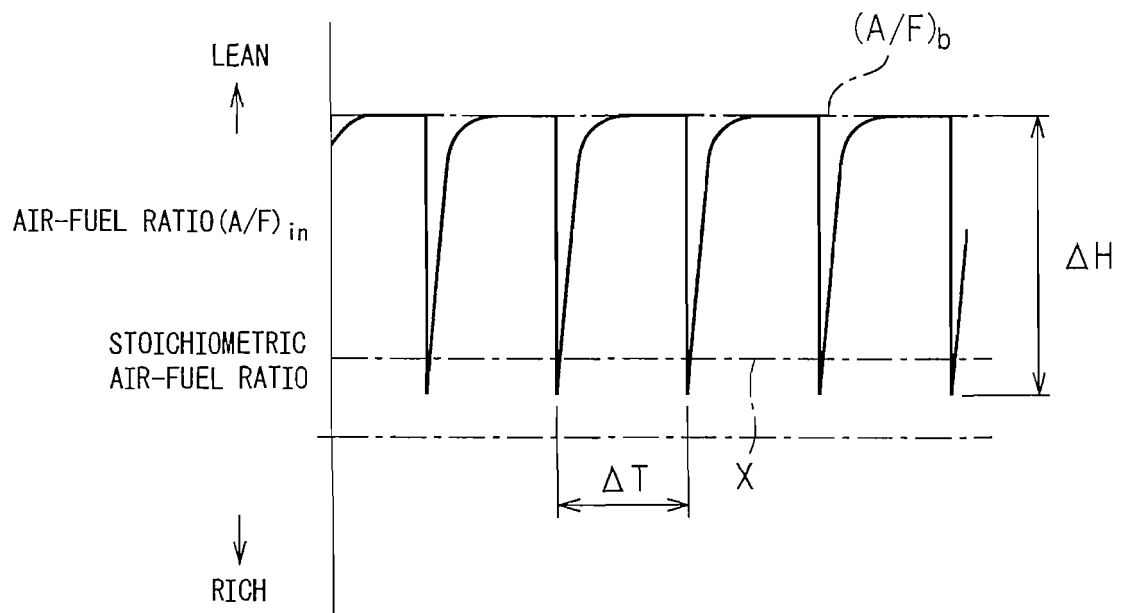 (A/F)b
LEAN
AIR-FUEL RATIO(A/F)in
ΔH
STOICHIOMETRIC
AIR-FUEL RATIO
ΔT
X
RICH